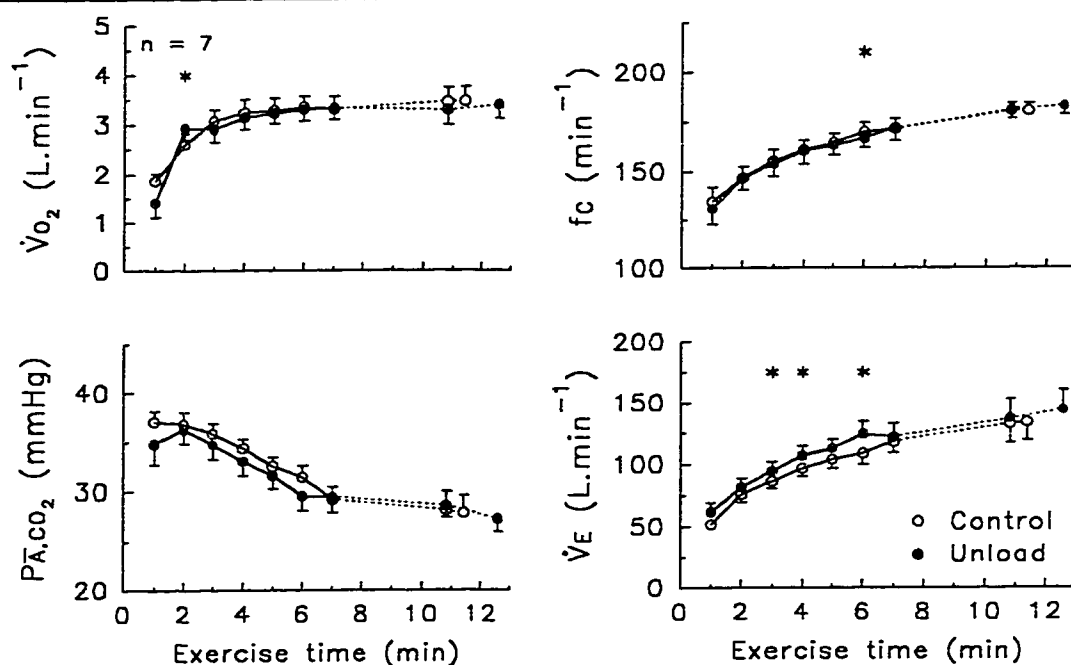 5
n = 7
*
4
3
2
1
0
V̇O₂ (L.min⁻¹)
*
200
150
100
fc (min⁻¹)
40
30
20
PA̅,CO₂ (mmHg)
0 2 4 6 8 10 12
Exercise time (min)
* * *
200
150
100
50
0
V̇E (L.min⁻¹)
○ Control
● Unload
0 2 4 6 8 10 12
Exercise time (min)